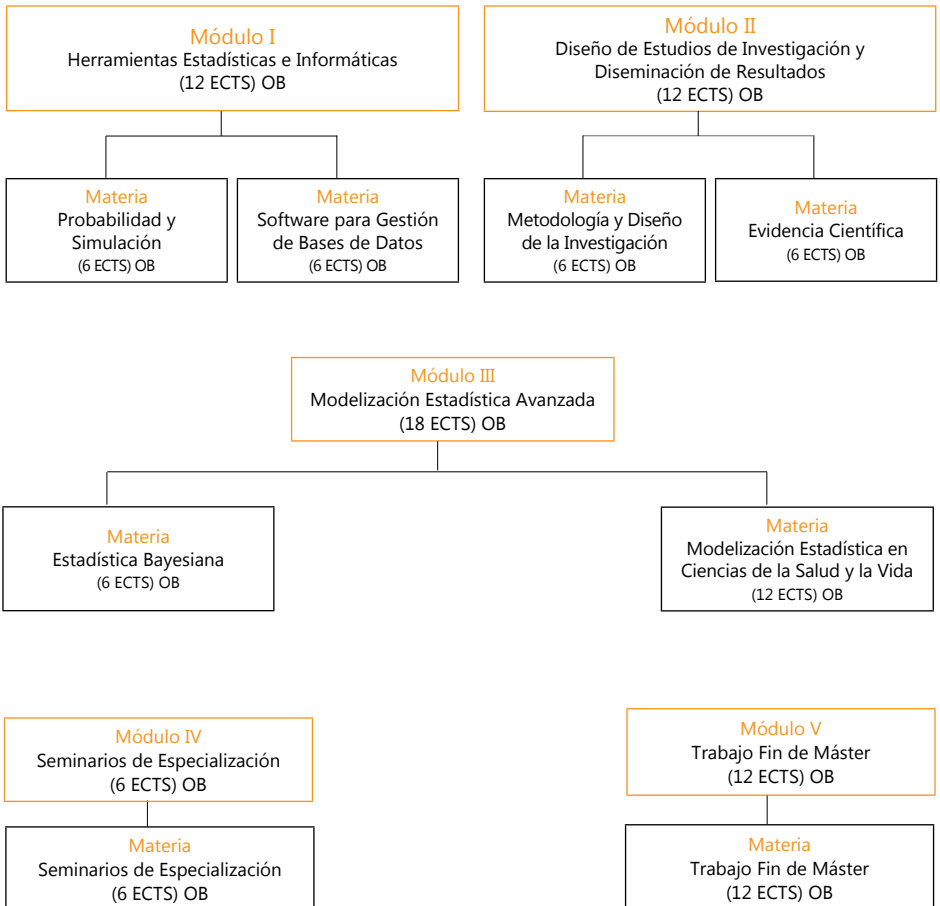 Módulo I
Herramientas Estadísticas e Informáticas
(12 ECTS) OB
Módulo II
Diseño de Estudios de Investigación y
Diseminación de Resultados
(12 ECTS) OB
Materia
Probabilidad y
Simulación
(6 ECTS) OB
Materia
Software para Gestión
de Bases de Datos
(6 ECTS) OB
Materia
Metodología y Diseño
de la Investigación
(6 ECTS) OB
Materia
Evidencia Científica
(6 ECTS) OB
Módulo III
Modelización Estadística Avanzada
(18 ECTS) OB
Materia
Estadística Bayesiana
(6 ECTS) OB
Materia
Modelización Estadística en
Ciencias de la Salud y la Vida
(12 ECTS) OB
Módulo IV
Seminarios de Especialización
(6 ECTS) OB
Materia
Seminarios de Especialización
(6 ECTS) OB
Módulo V
Trabajo Fin de Máster
(12 ECTS) OB
Materia
Trabajo Fin de Máster
(12 ECTS) OB